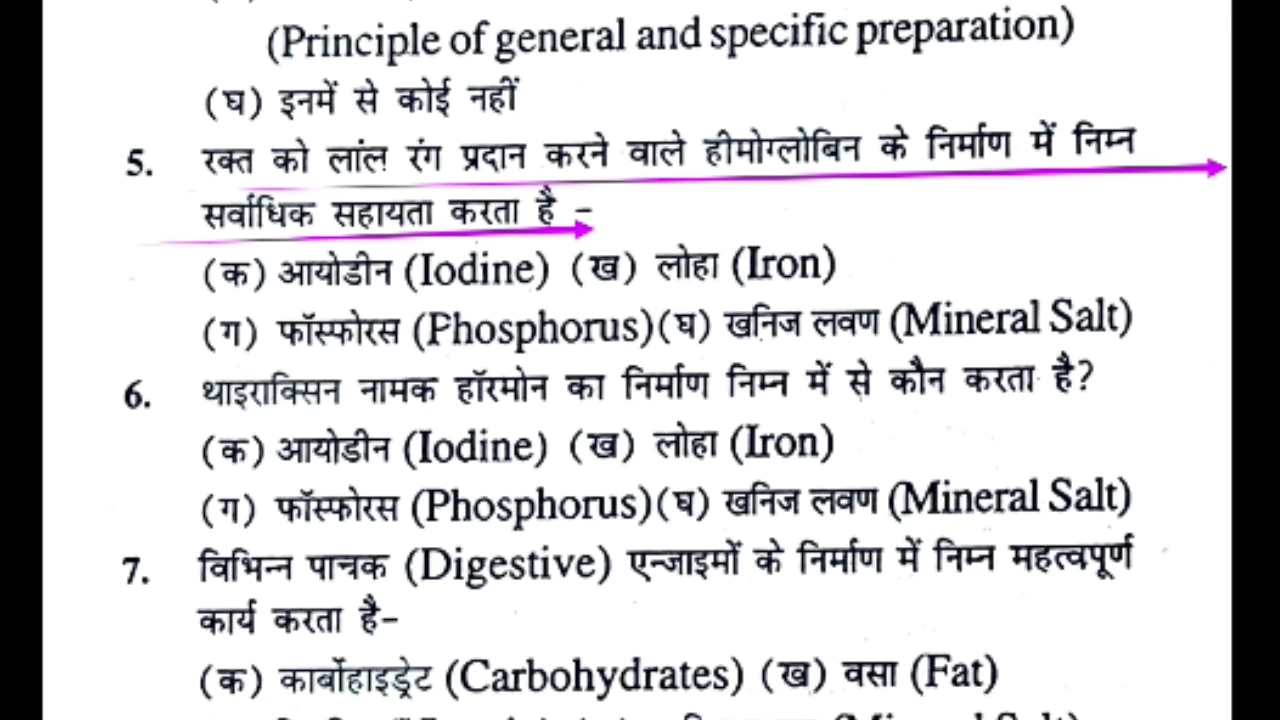 (Principle of general and specific preparation)
(घ) इनमें से कोई नहीं
5. रक्त को लाल रंग प्रदान करने वाले हीमोग्लोबिन के निर्माण में निम्न
सर्वाधिक सहायता करता है -
(क) आयोडीन (Iodine) (ख) लोहा (Iron)
(ग) फॉस्फोरस (Phosphorus)(घ) खनिज लवण (Mineral Salt)
6. थाइराक्सिन नामक हॉरमोन का निर्माण निम्न में से कौन करता है?
(क) आयोडीन (Iodine) (ख) लोहा (Iron)
(ग) फॉस्फोरस (Phosphorus)(घ) खनिज लवण (Mineral Salt)
7. विभिन्न पाचक (Digestive) एन्जाइमों के निर्माण में निम्न महत्वपूर्ण
कार्य करता है-
(क) कार्बोहाइड्रेट (Carbohydrates) (ख) वसा (Fat)